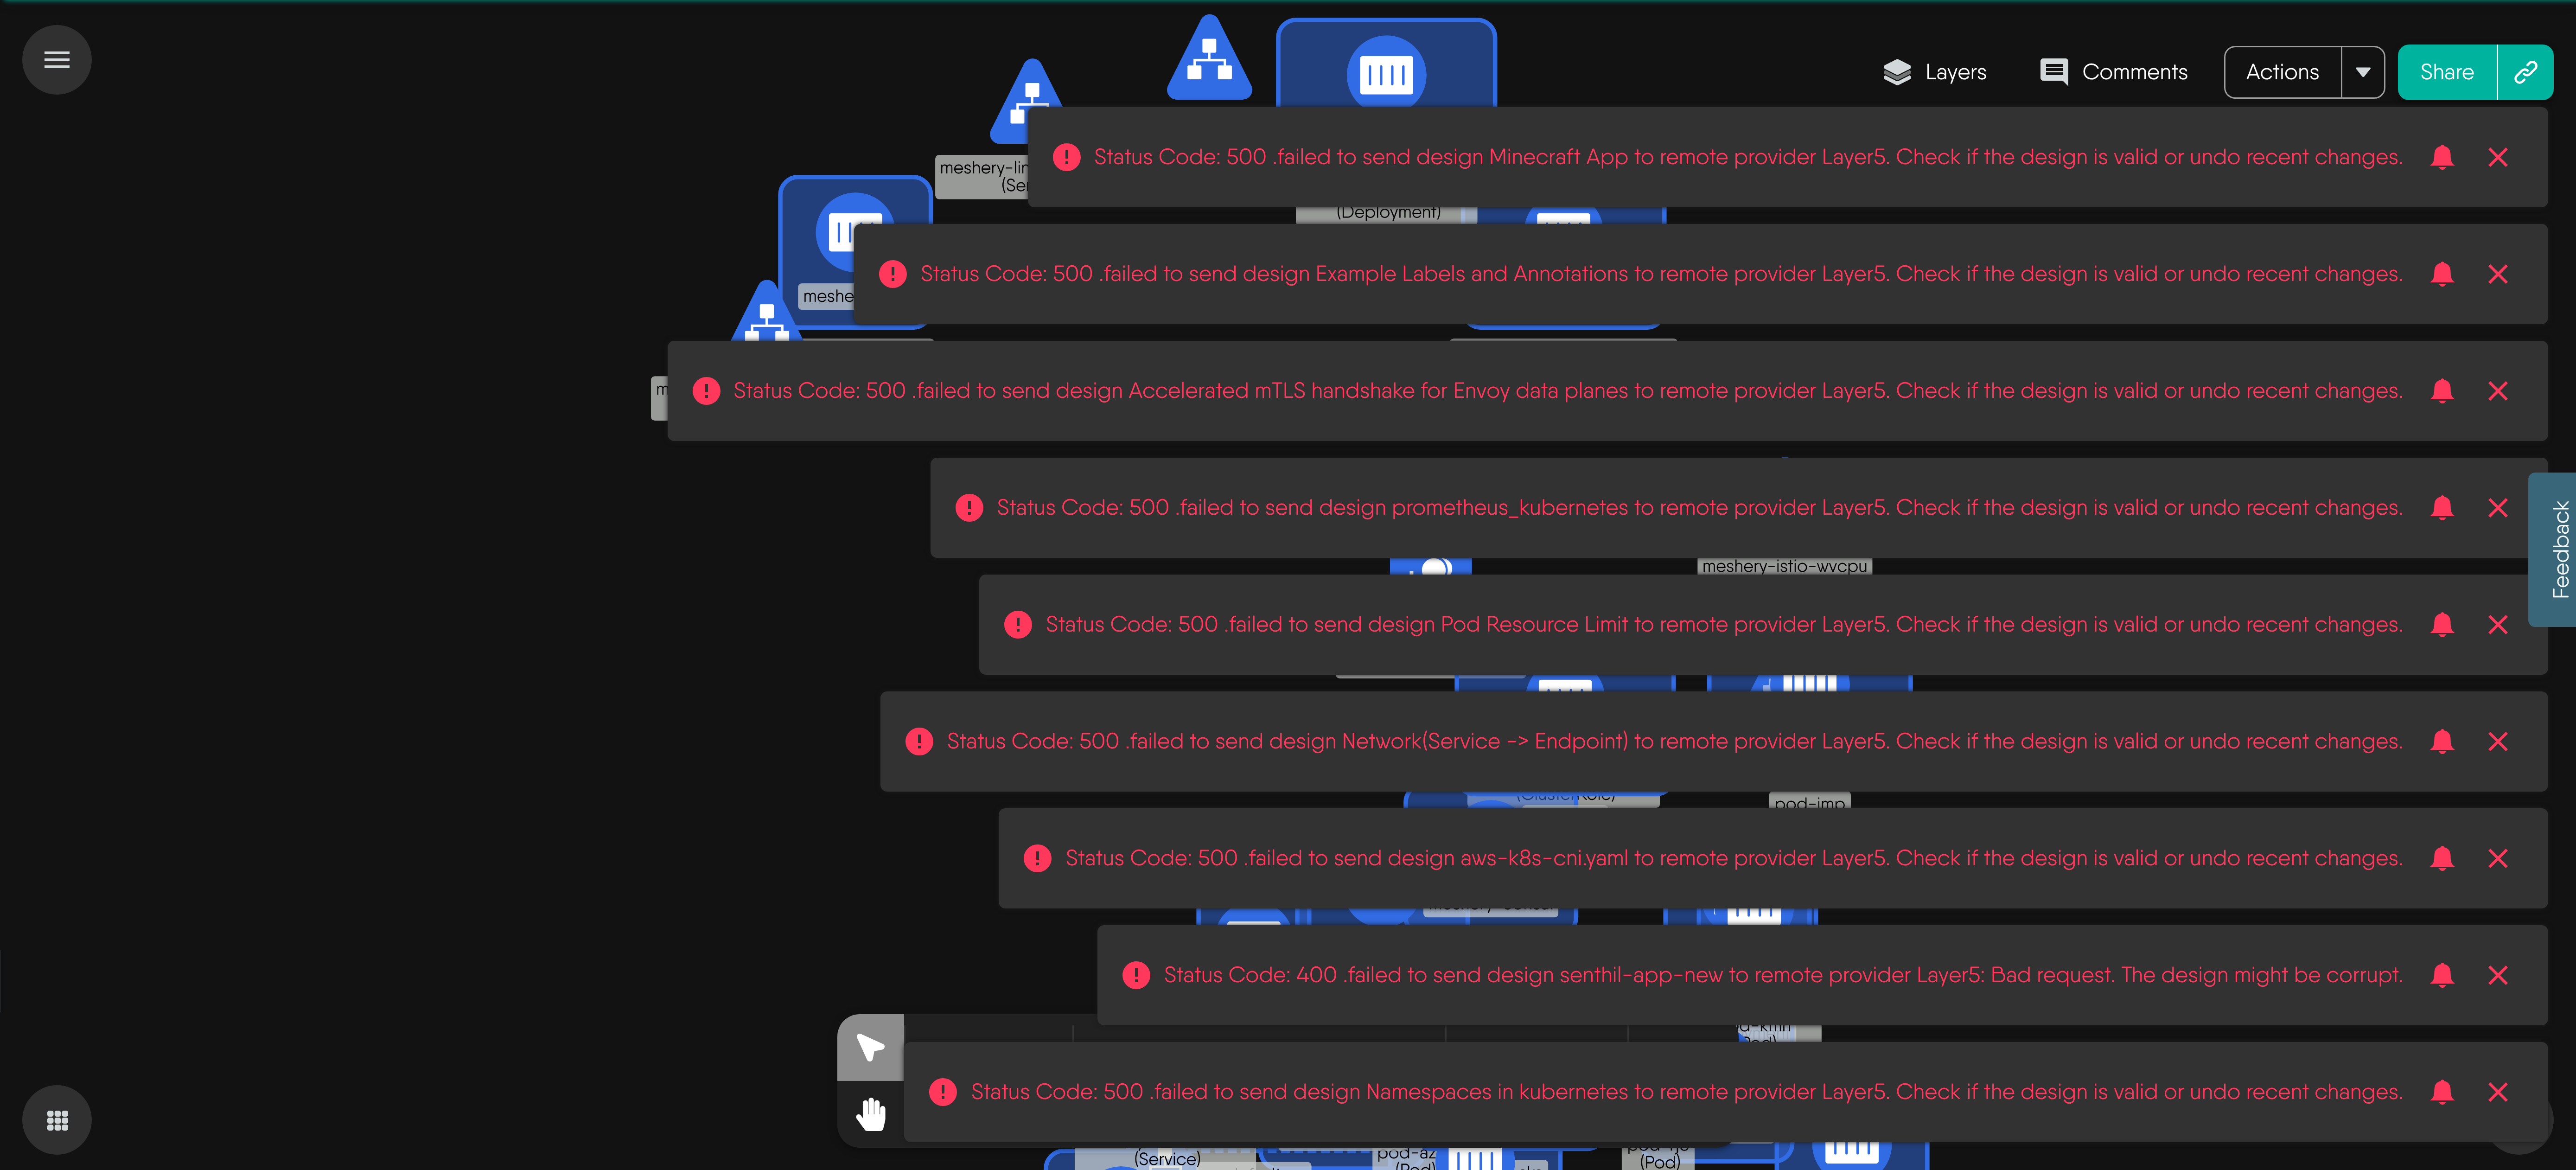 Layers
Comments
Actions
Share
Status Code: 500 .failed to send design Minecraft App to remote provider Layer5. Check if the design is valid or undo recent changes.
meshery-lin
(Ser
(Deployment)
Status Code: 500 .failed to send design Example Labels and Annotations to remote provider Layer5. Check if the design is valid or undo recent changes.
meshe
Status Code: 500 .failed to send design Accelerated mTLS handshake for Envoy data planes to remote provider Layer5. Check if the design is valid or undo recent changes.
m
Status Code: 500 .failed to send design prometheus_kubernetes to remote provider Layer5. Check if the design is valid or undo recent changes.
Feedback
meshery-istio-wvcpu
Status Code: 500 .failed to send design Pod Resource Limit to remote provider Layer5. Check if the design is valid or undo recent changes.
Status Code: 500 .failed to send design Network(Service -> Endpoint) to remote provider Layer5. Check if the design is valid or undo recent changes.
(ClusterRole)
pod-imp
Status Code: 500 .failed to send design aws-k8s-cni.yaml to remote provider Layer5. Check if the design is valid or undo recent changes.
Status Code: 400 .failed to send design senthil-app-new to remote provider Layer5: Bad request. The design might be corrupt.
Status Code: 500 .failed to send design Namespaces in kubernetes to remote provider Layer5. Check if the design is valid or undo recent changes.
(Service)
pod-az
(Pod)
(Pod)